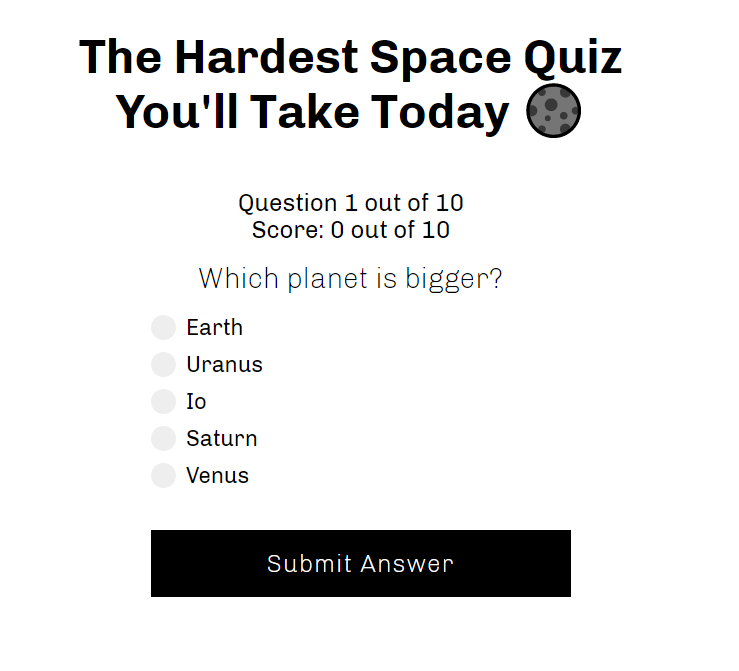 The Hardest Space Quiz
You'll Take Today
Question 1 out of 10
Score: 0 out of 10
Which planet is bigger?
Earth
Uranus
Io
Saturn
Venus
Submit Answer